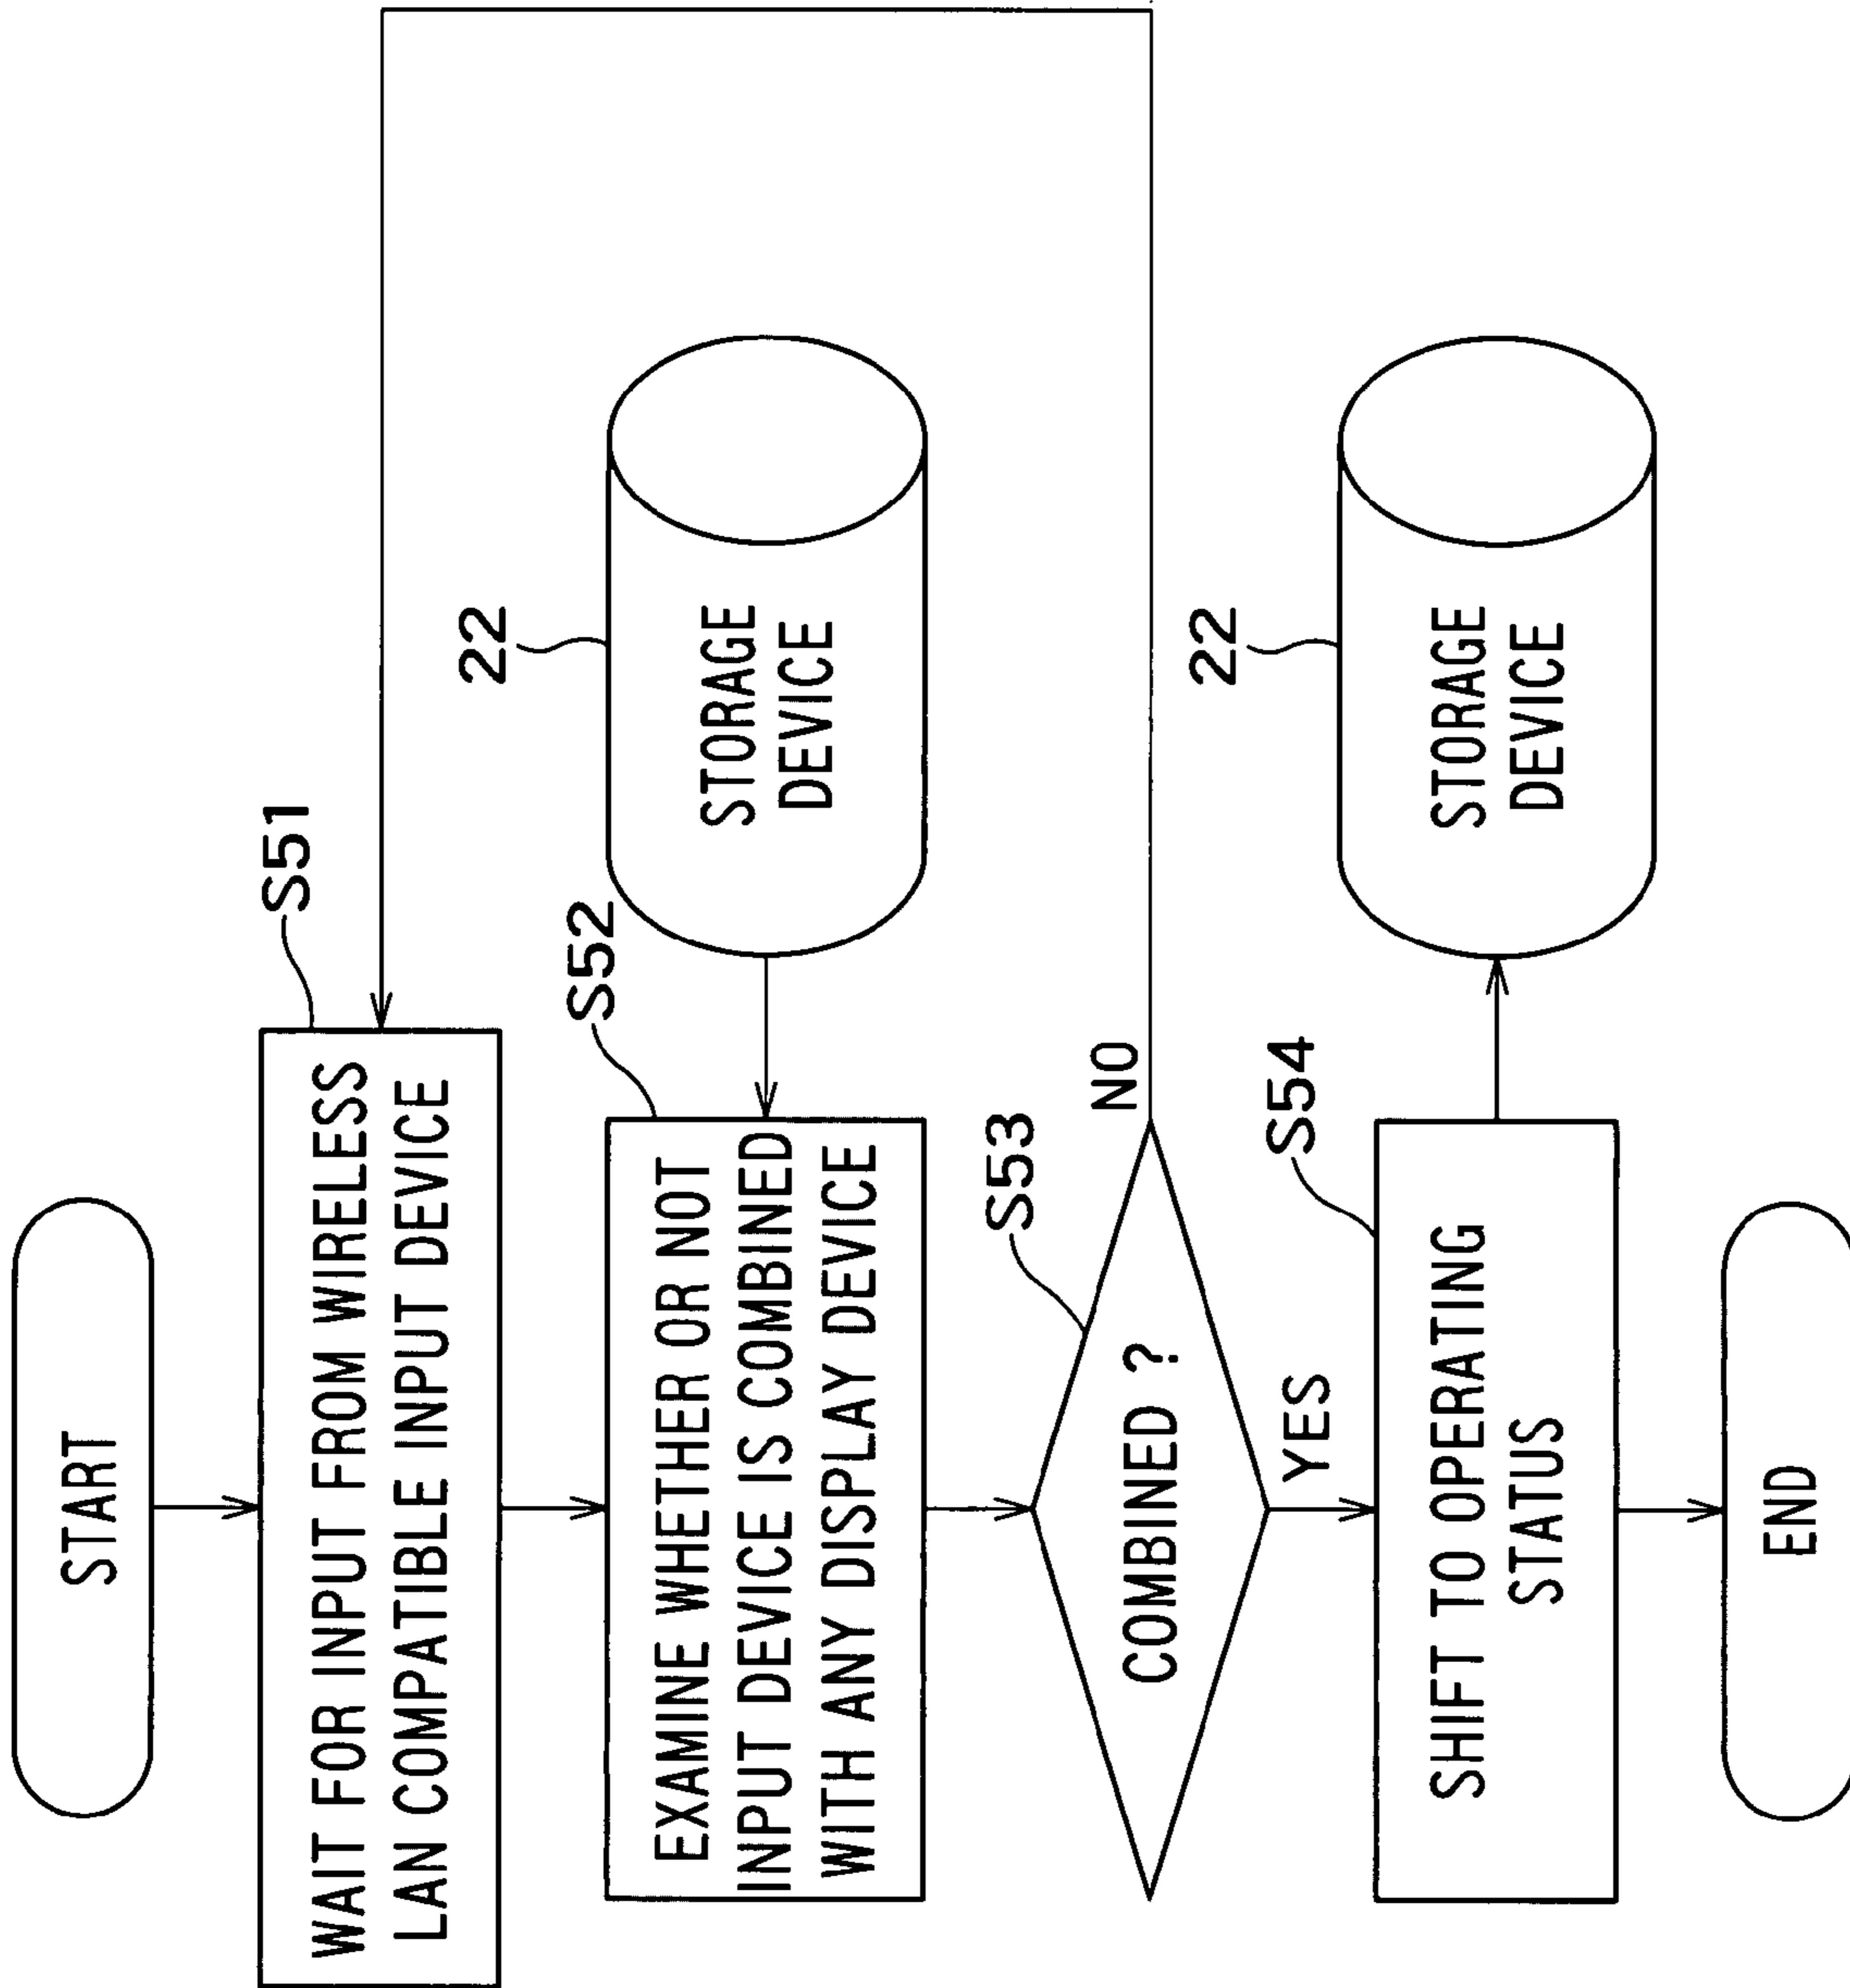 START
S51
WAIT FOR INPUT FROM WIRELESS
LAN COMPATIBLE INPUT DEVICE
S52
EXAMINE WHETHER OR NOT
INPUT DEVICE IS COMBINED
WITH ANY DISPLAY DEVICE
22
STORAGE
DEVICE
S53
COMBINED ?
NO
YES
S54
SHIFT TO OPERATING
STATUS
22
STORAGE
DEVICE
END